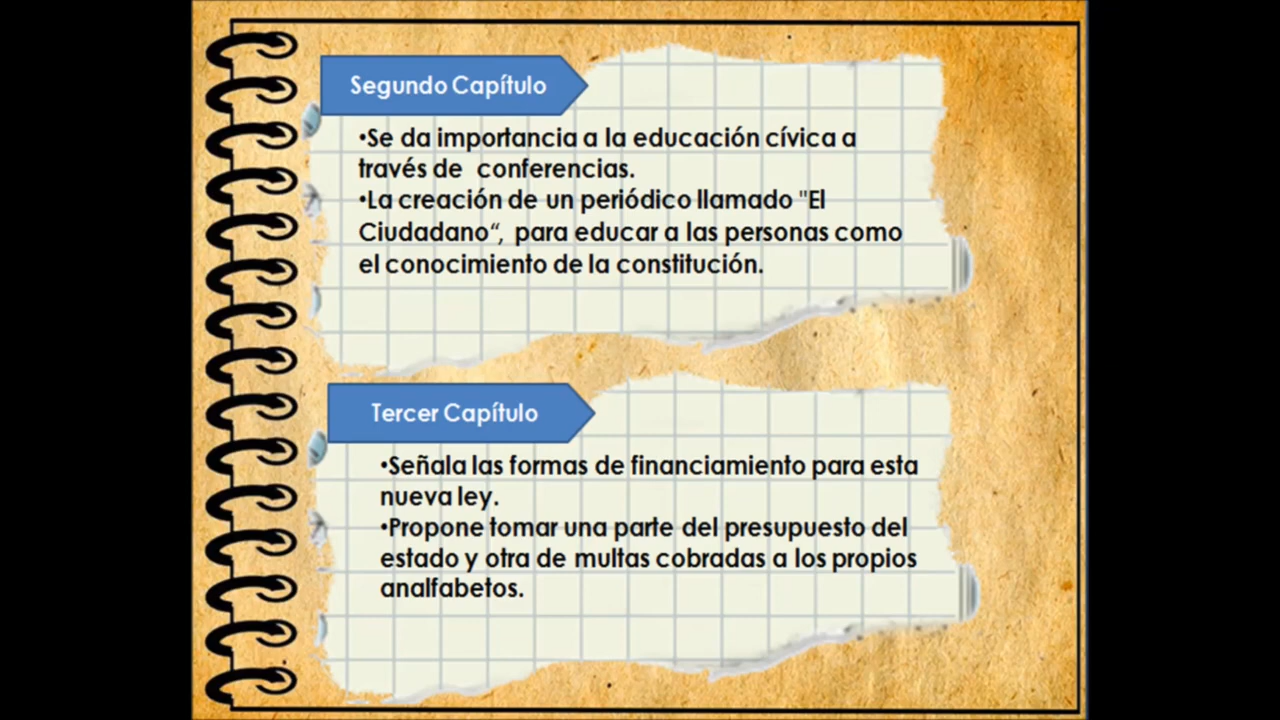 Segundo Capítulo
•Se da importancia a la educación cívica a
través de conferencias.
•La creación de un periódico llamado "El
Ciudadano“, para educar a las personas como
el conocimiento de la constitución.
Tercer Capítulo
•Señala las formas de financiamiento para esta
nueva ley.
•Propone tomar una parte del presupuesto del
estado y otra de multas cobradas a los propios
analfabetos.